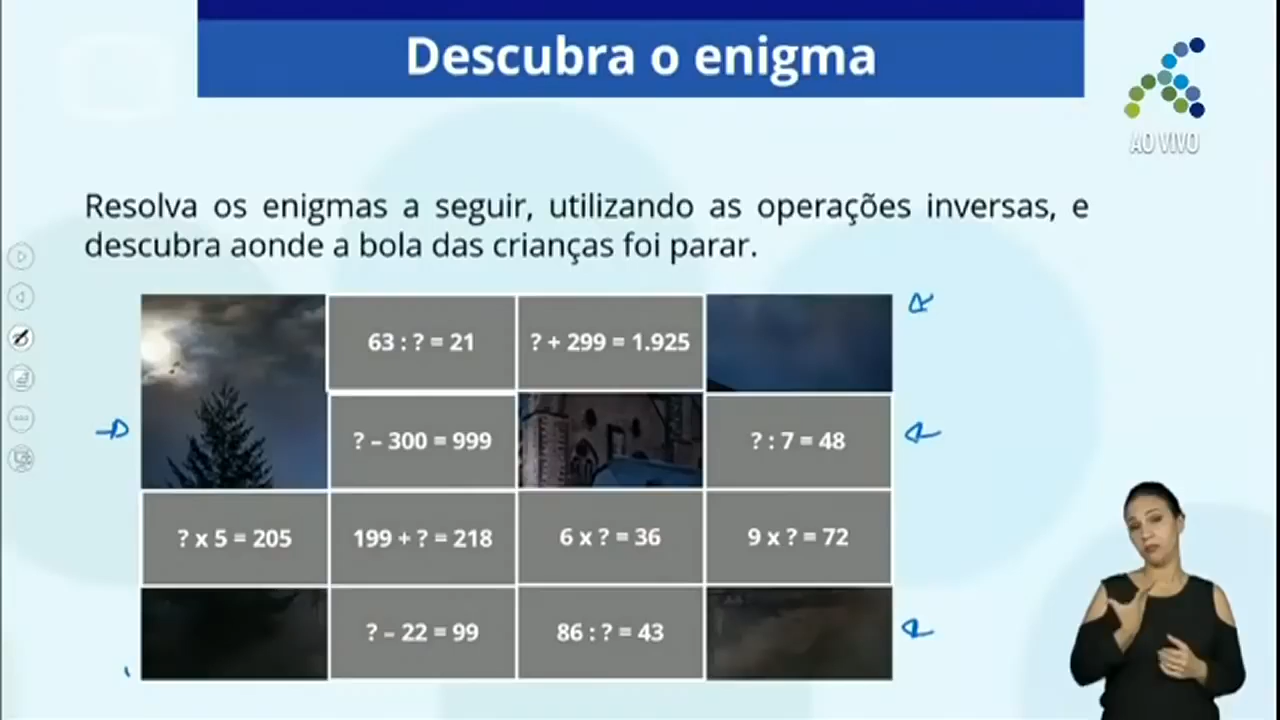 Descubra o enigma
AO VIVO
Resolva os enigmas a seguir, utilizando as operações inversas, e
descubra aonde a bola das crianças foi parar.
63 : ? = 21
? + 299 = 1.925
? – 300 = 999
? : 7 = 48
? x 5 = 205
199 + ? = 218
6 x ? = 36
9 x ? = 72
? – 22 = 99
86 : ? = 43